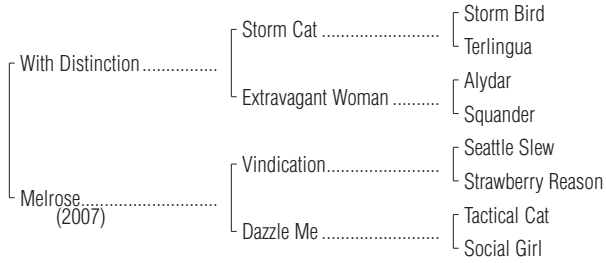 Storm Bird
Storm Cat ........................
Terlingua
With Distinction ...............
Alydar
Extravagant Woman ..........
Squander
Seattle Slew
Vindication.......................
Strawberry Reason
Melrose...........................
(2007)
Tactical Cat
Dazzle Me ........................
Social Girl